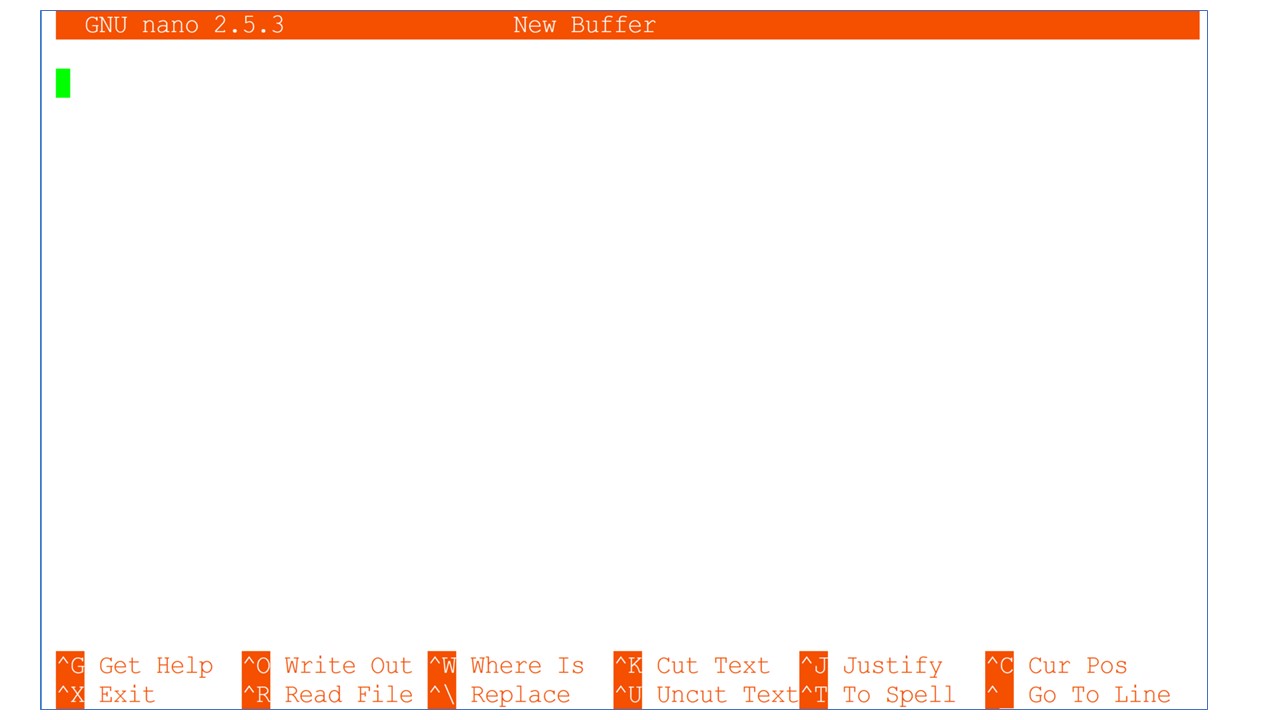 GNU nano 2.5.3 New Buffer
^G Get Help ^O Write Out ^W Where Is ^K Cut Text ^J Justify ^C Cur Pos
^X Exit ^R Read File ^\ Replace ^U Uncut Text ^T To Spell ^_ Go To Line